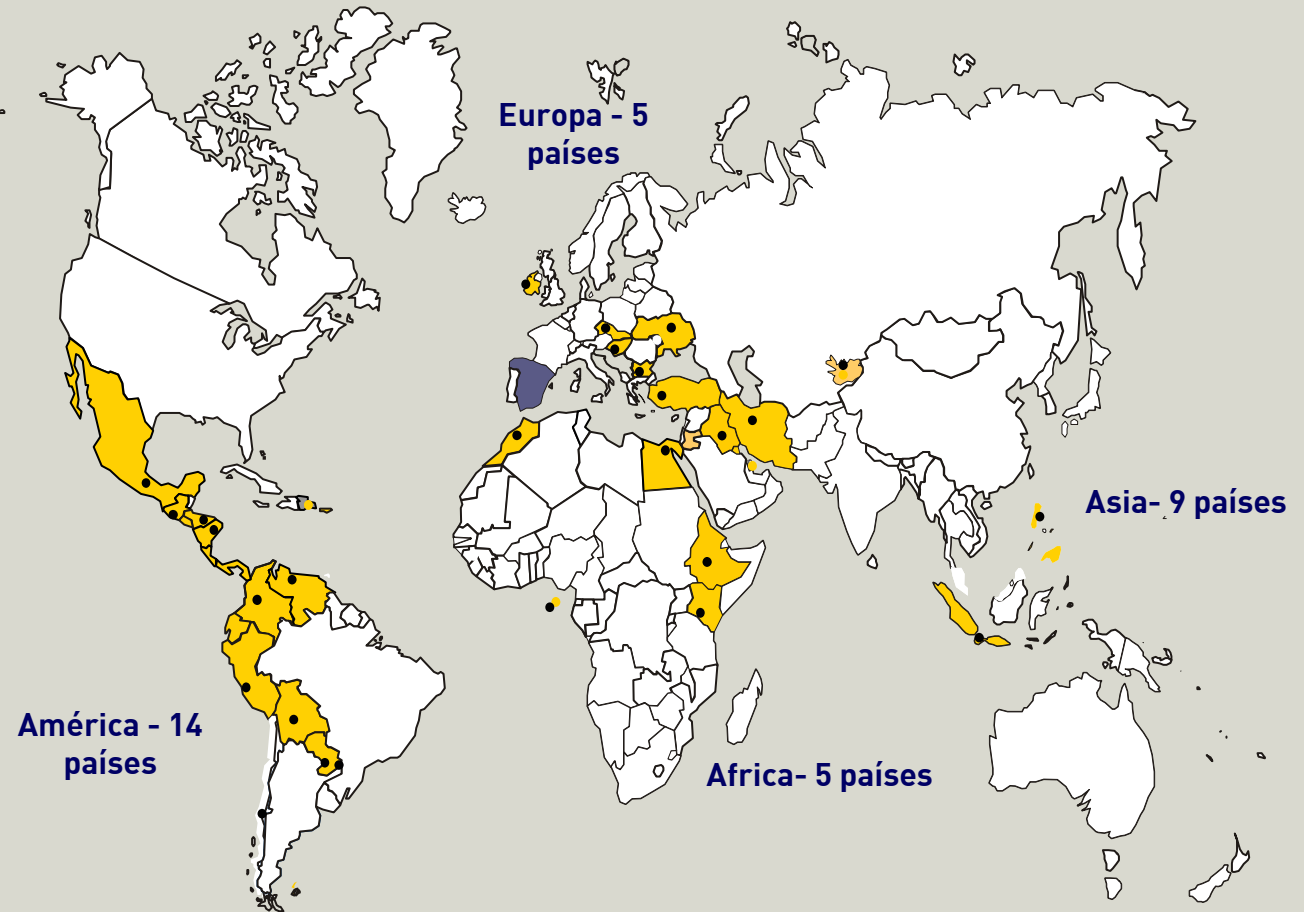 Europa - 5
países
Asia- 9 países
América - 14
países
Africa- 5 países